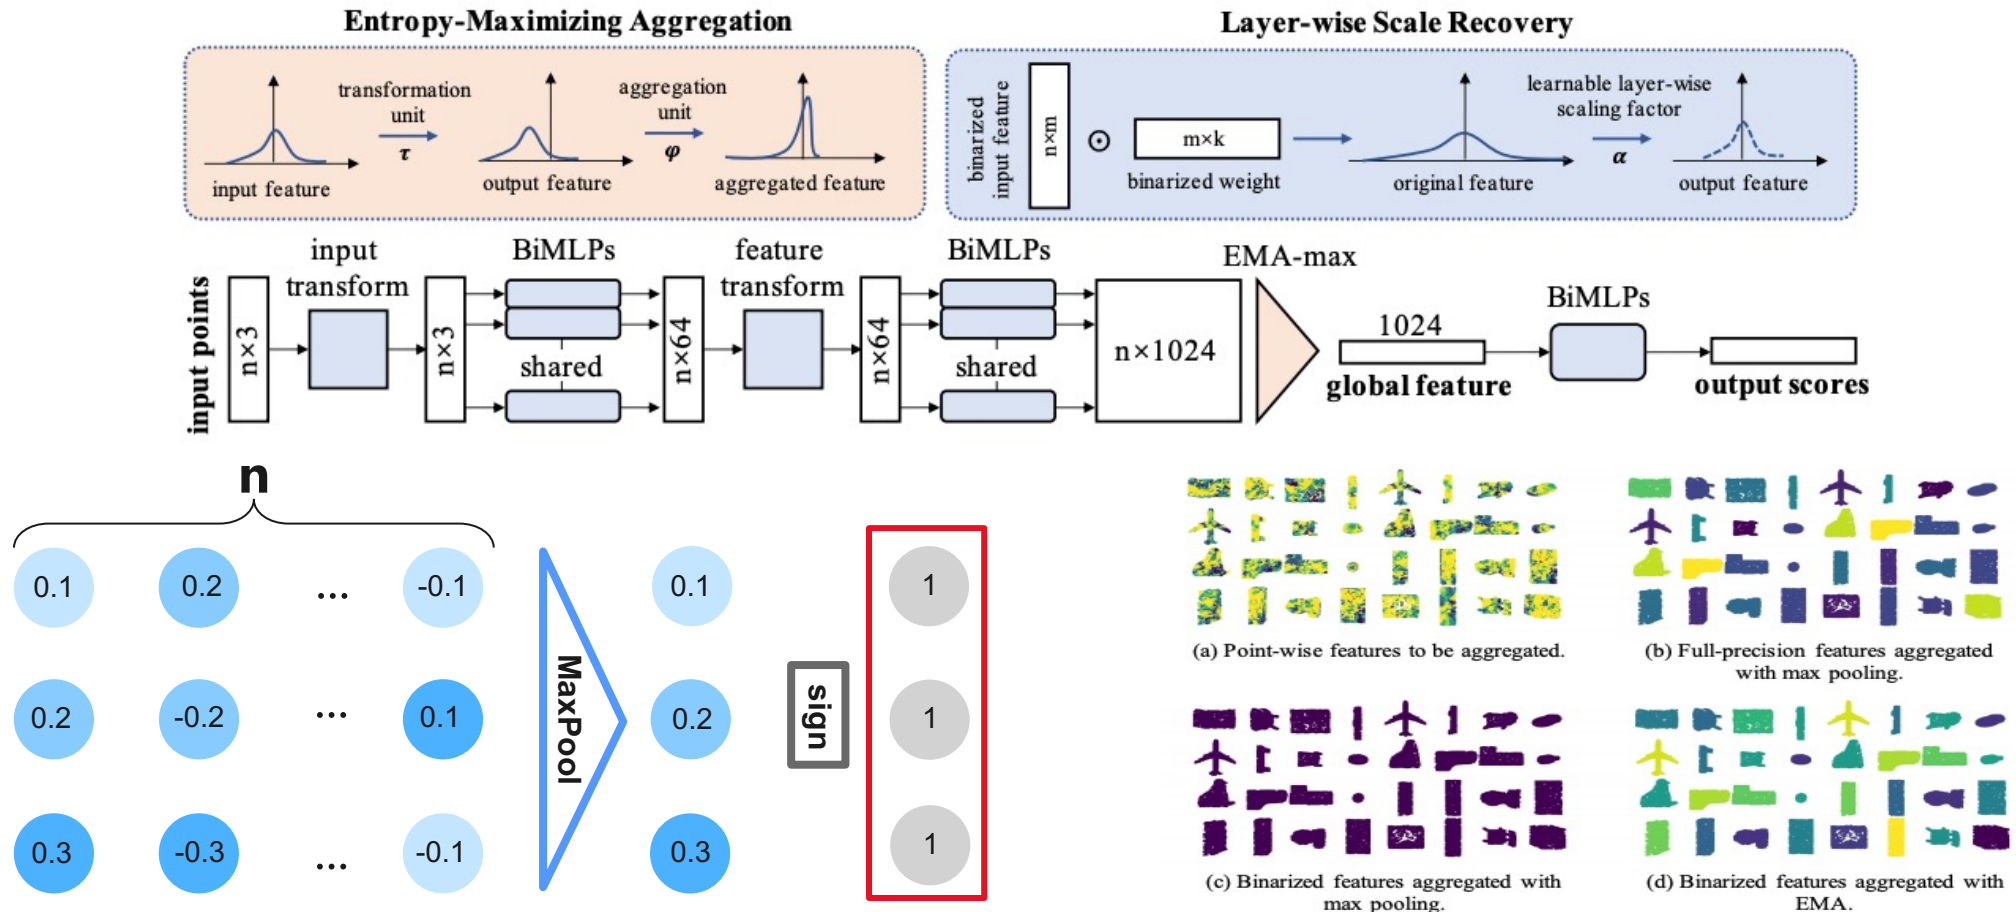 Entropy-Maximizing Aggregation
transformation
unit
τ
aggregation
unit
φ
input feature
output feature
aggregated feature
Layer-wise Scale Recovery
binarized
input feature
n×m
⊙
m×k
binarized weight
original feature
learnable layer-wise
scaling factor
α
output feature
input points
n×3
input
transform
n×3
BiMLPs
shared
n×64
feature
transform
n×64
BiMLPs
shared
n×1024
EMA-max
1024
global feature
BiMLPs
output scores
n
0.1 0.2 ... -0.1
0.2 -0.2 ... 0.1
0.3 -0.3 ... -0.1
MaxPool
0.1
0.2
0.3
sign
1
1
1
(a) Point-wise features to be aggregated.
(b) Full-precision features aggregated
with max pooling.
(c) Binarized features aggregated with
max pooling.
(d) Binarized features aggregated with
EMA.